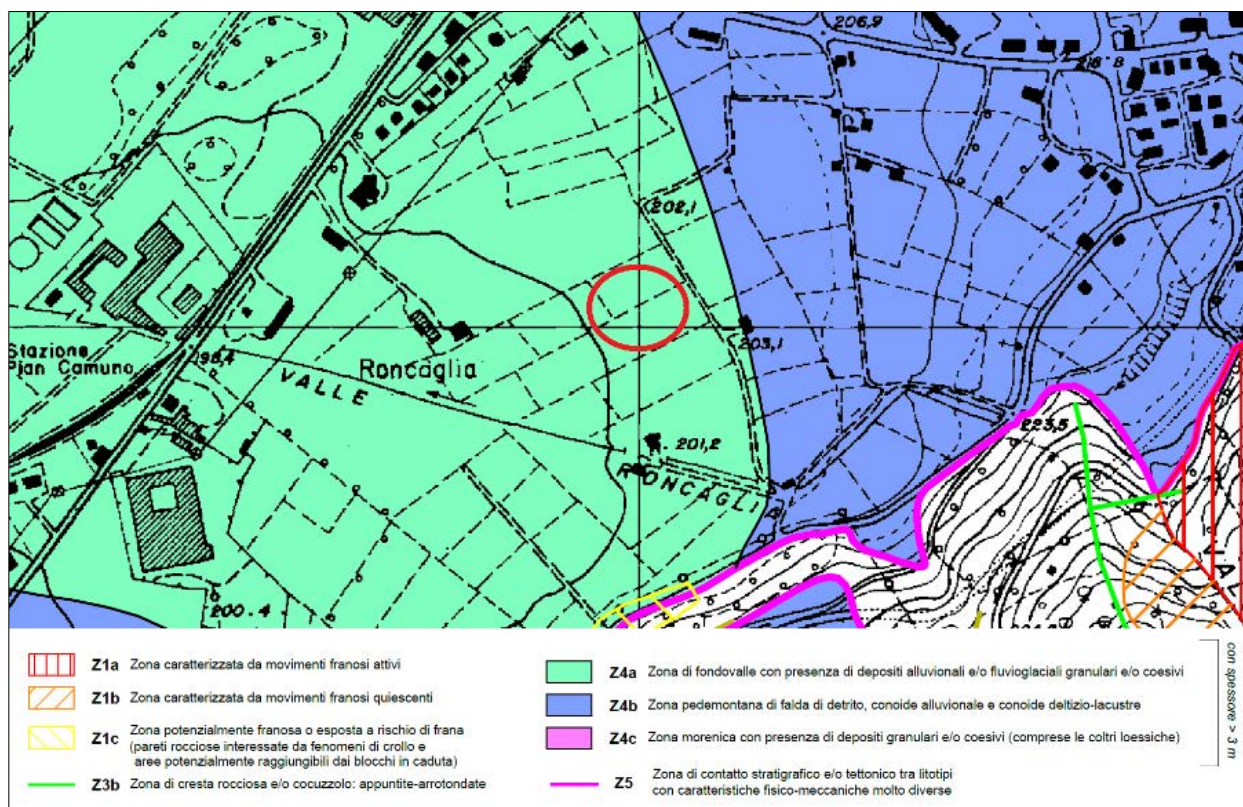 206,9
218 8
202,1
203,1
Stazione
Pian Camuno
198,4
Roncaglia
VALLE
201,2
RONCAGLIA
223,5
200-4
Z1a Zona caratterizzata da movimenti franosi attivi
Z1b Zona caratterizzata da movimenti franosi quiescenti
Z1c Zona potenzialmente franosa o esposta a rischio di frana
(pareti rocciose interessate da fenomeni di crollo e
aree potenzialmente raggiungibili dai blocchi in caduta)
Z3b Zona di cresta rocciosa e/o cocuzzolo: appuntite-arrotondate
Z4a Zona di fondovalle con presenza di depositi alluvionali e/o fluvioglaciali granulari e/o coesivi
Z4b Zona pedemontana di falda di detrito, conoide alluvionale e conoide deltizio-lacustre
Z4c Zona morenica con presenza di depositi granulari e/o coesivi (comprese le coltri loessiche)
Z5 Zona di contatto stratigrafico e/o tettonico tra litotipi
con caratteristiche fisico-meccaniche molto diverse
con spessore > 3 m